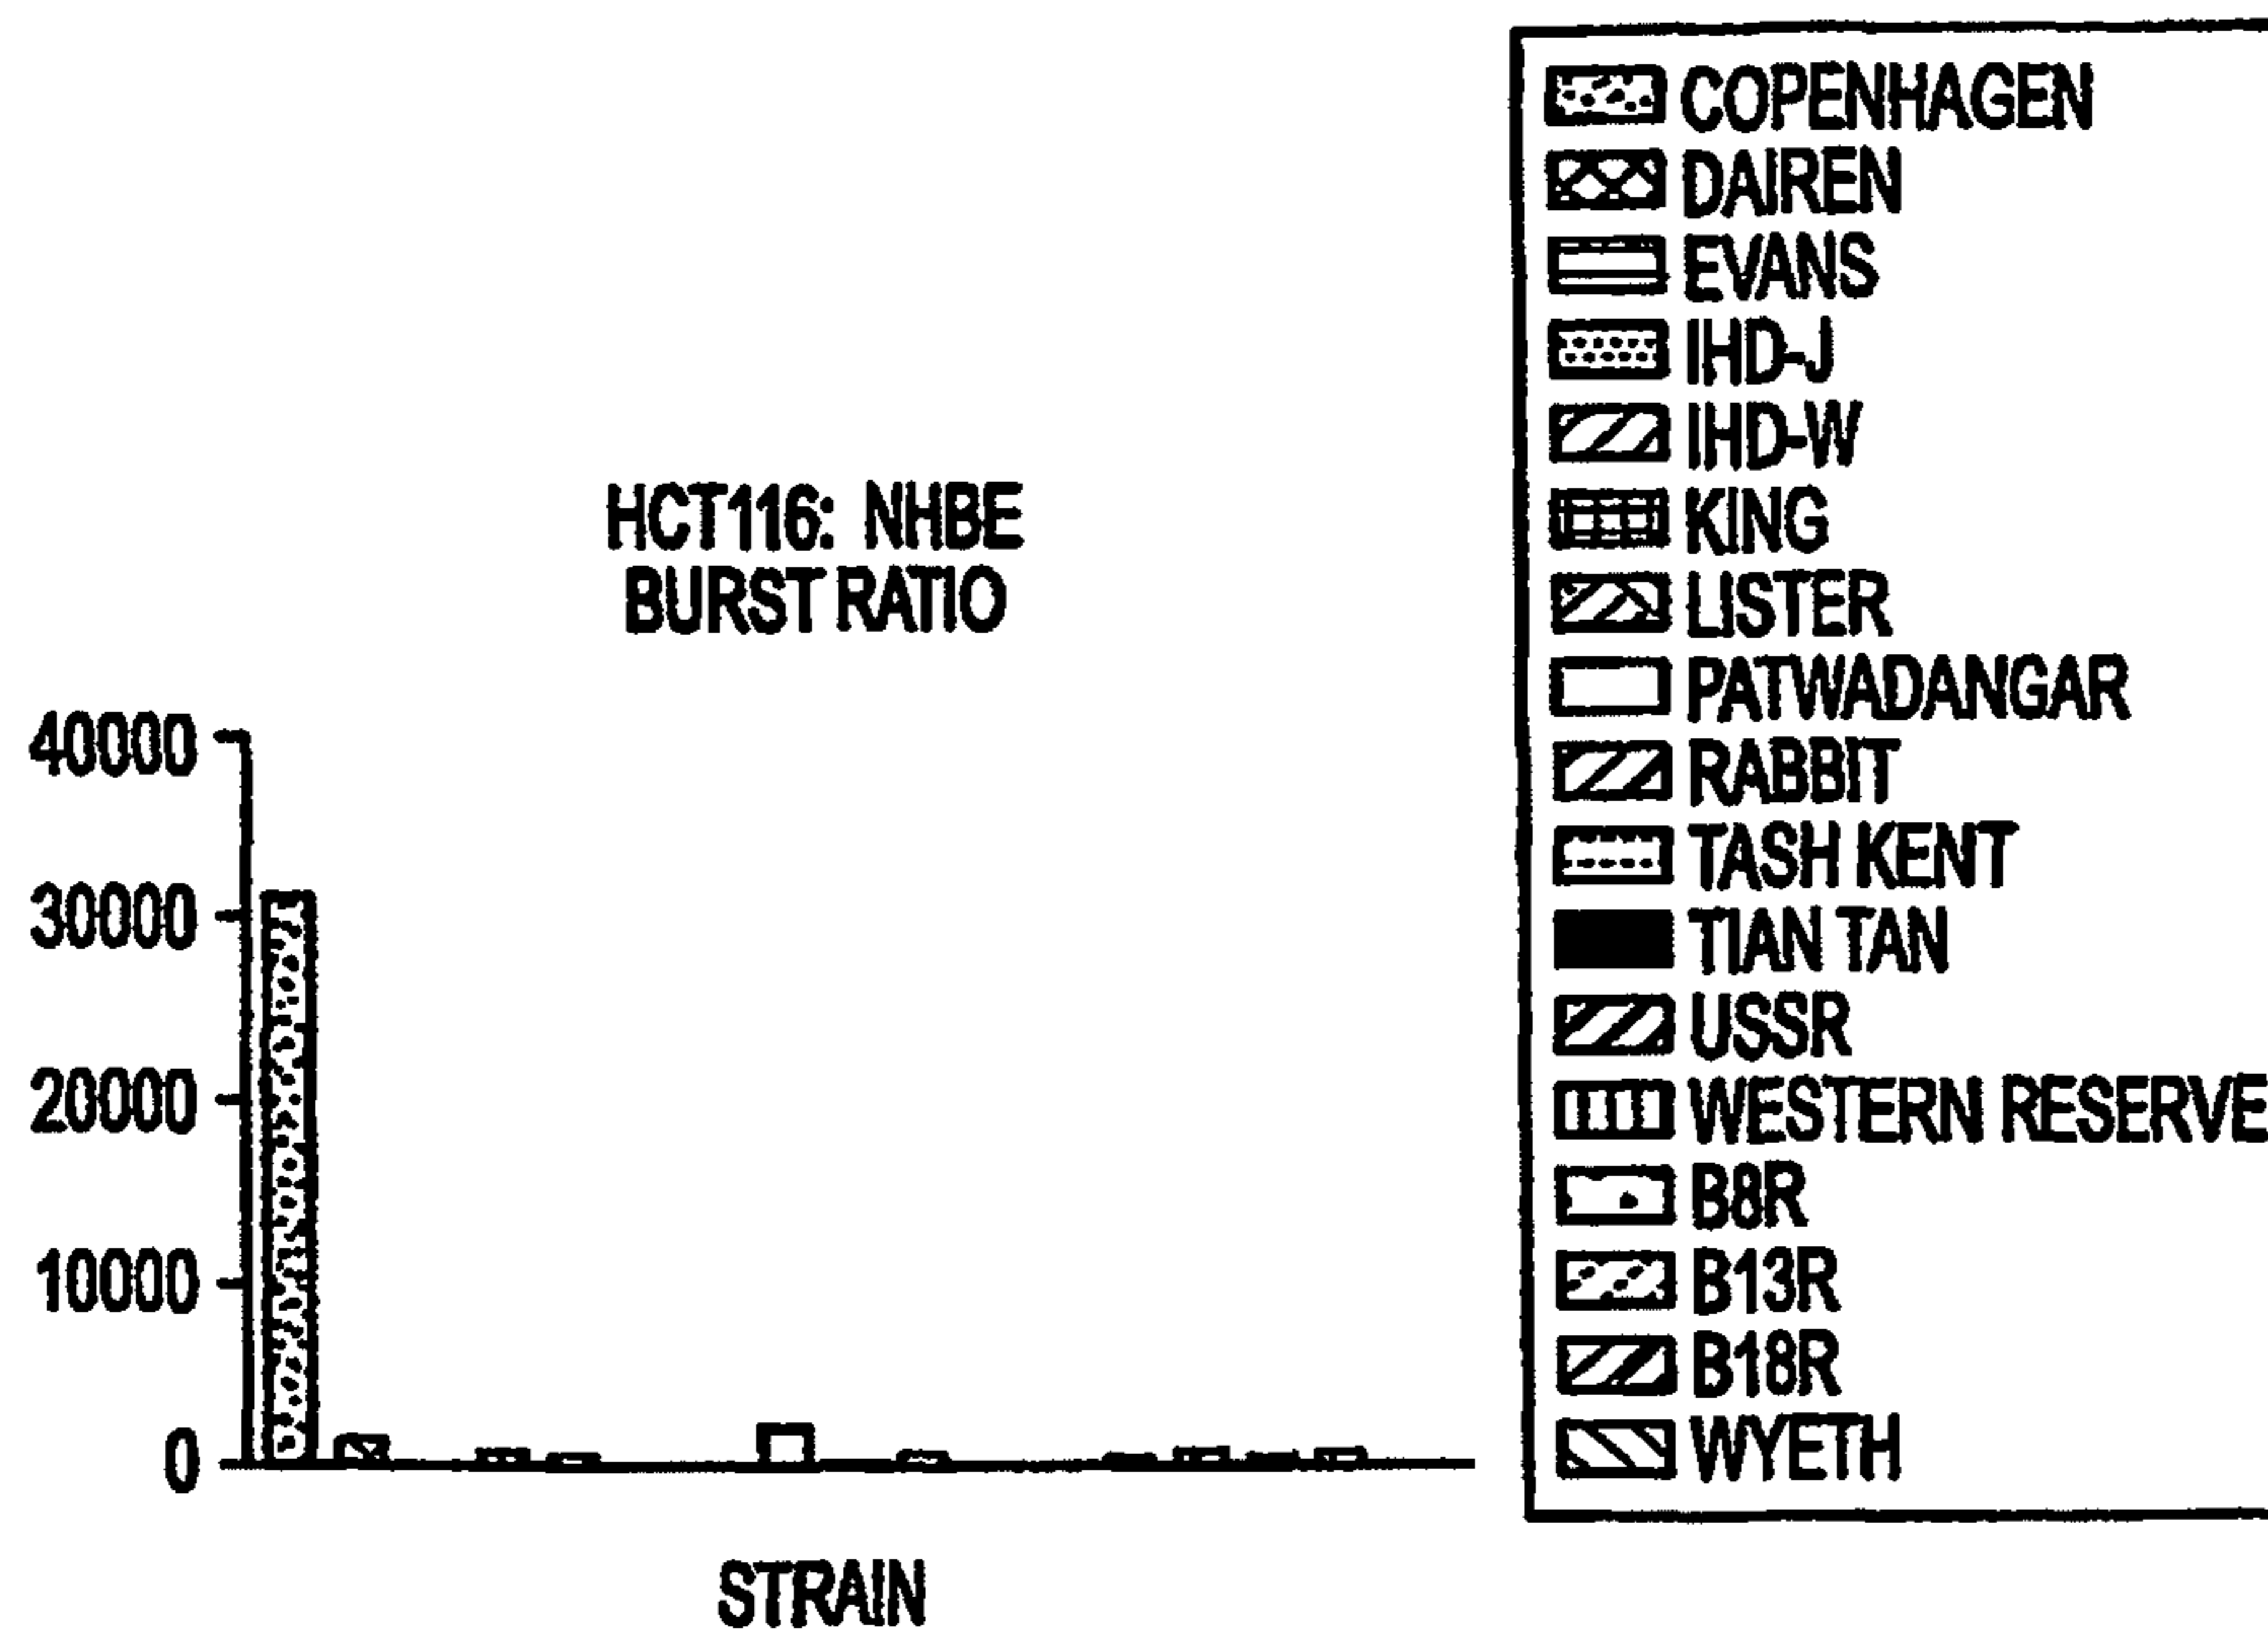 HCT116: NHBE
BURST RATIO
40000
30000
20000
10000
0
STRAIN
COPENHAGEN
DAIREN
EVANS
IHD-J
IHD-W
KING
LISTER
PATWADANGAR
RABBIT
TASH KENT
TIAN TAN
USSR
WESTERN RESERVE
B8R
B13R
B18R
WYETH